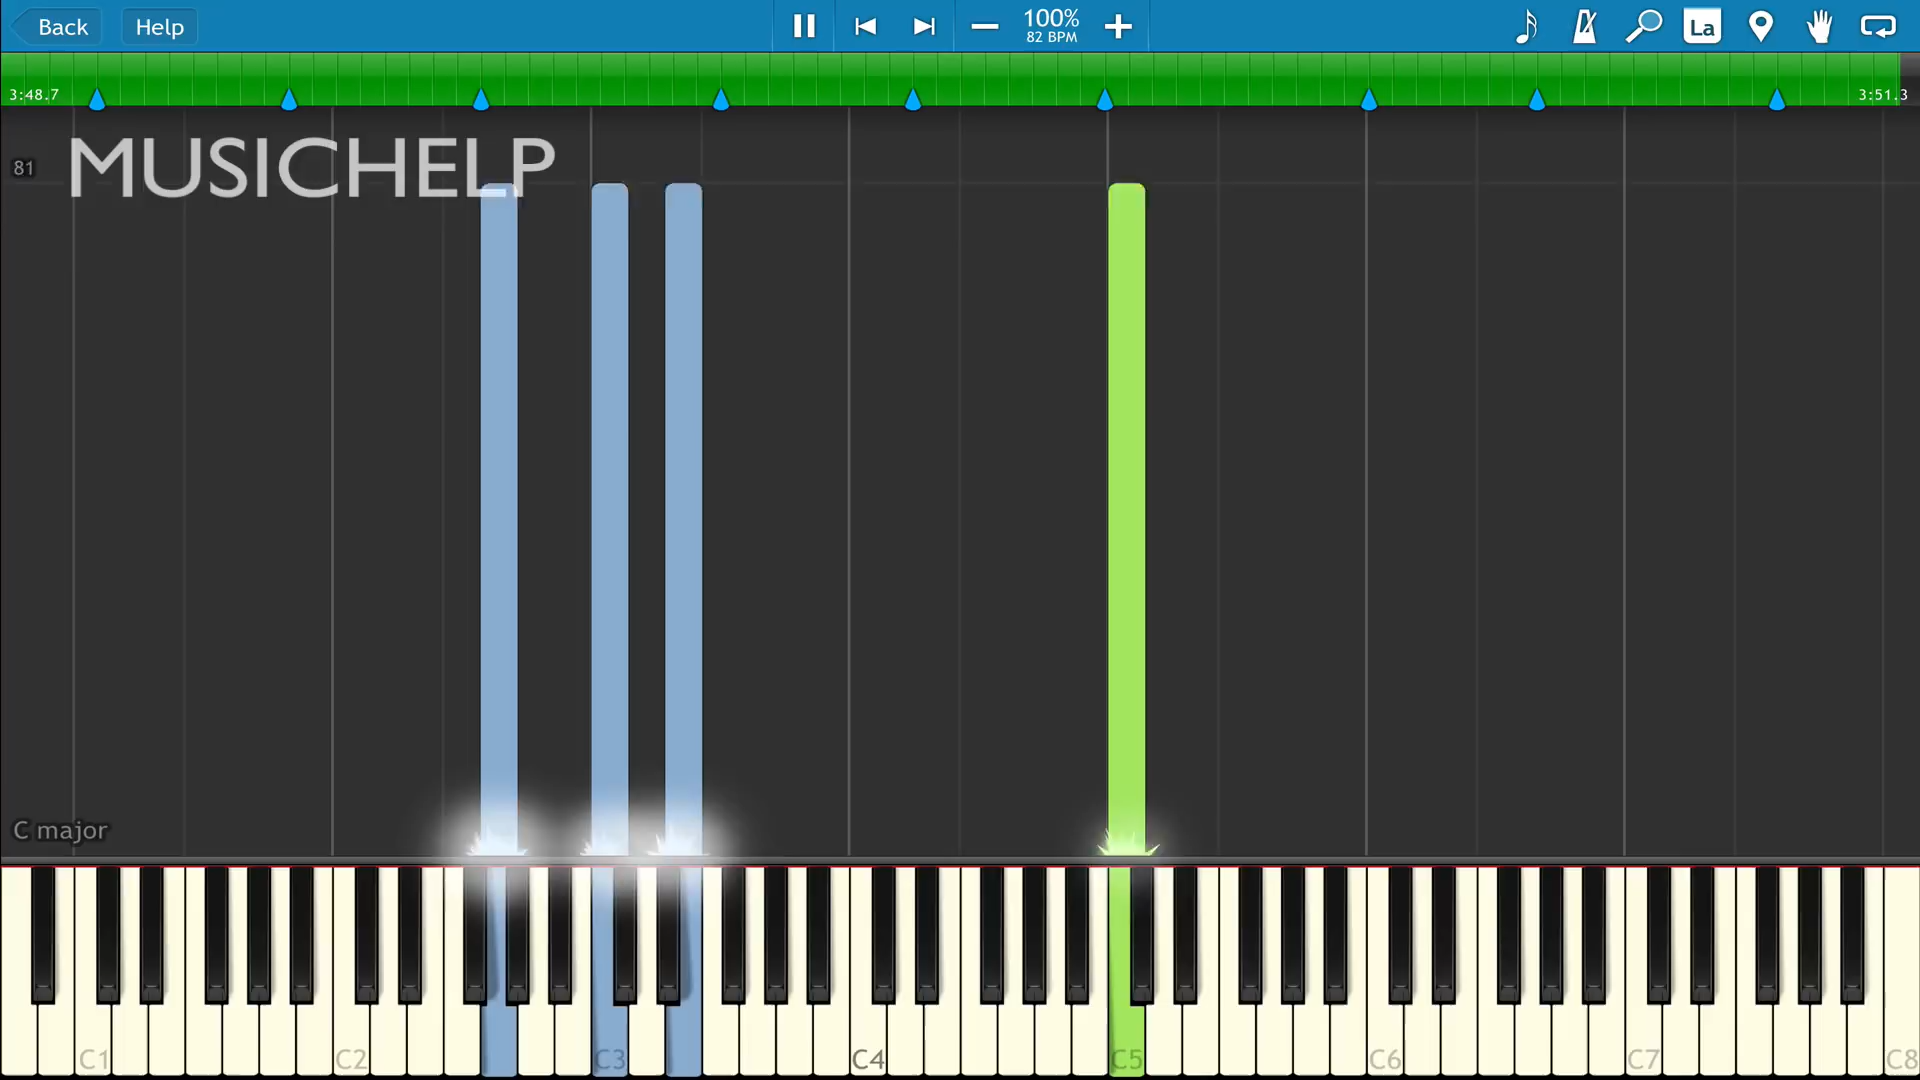 Back Help 100%
82 BPM La
3:48.7 3:51.3
81 MUSICHELP
C major
C1 C2 C3 C4 C5 C6 C7 C8